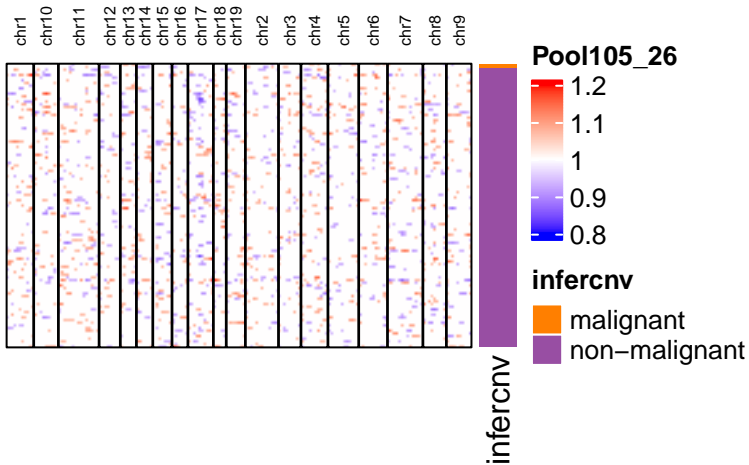 chr1
chr10
chr11
chr12
chr13
chr14
chr15
chr16
chr17
chr18
chr19
chr2
chr3
chr4
chr5
chr6
chr7
chr8
chr9
Pool105_26
1.2
1.1
1
0.9
0.8
infercnv
malignant
non−malignant
infercnv